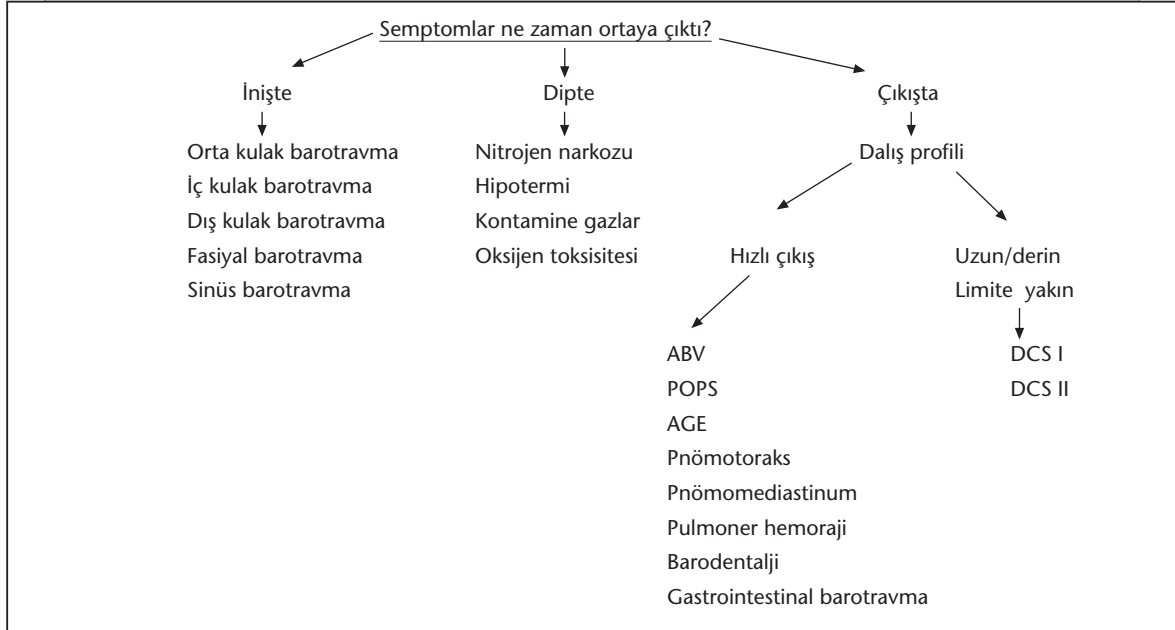 Semptomlar ne zaman ortaya çıktı?
İnişte
Orta kulak barotravma
İç kulak barotravma
Dış kulak barotravma
Fasiyal barotravma
Sinüs barotravma
Dipte
Nitrojen narkozu
Hipotermi
Kontamine gazlar
Oksijen toksisitesi
Çıkışta
Dalış profili
Hızlı çıkış
ABV
POPS
AGE
Pnömotoraks
Pnömomediastinum
Pulmoner hemoraji
Barodentalji
Gastrointestinal barotravma
Uzun/derin
Limite yakın
DCS I
DCS II